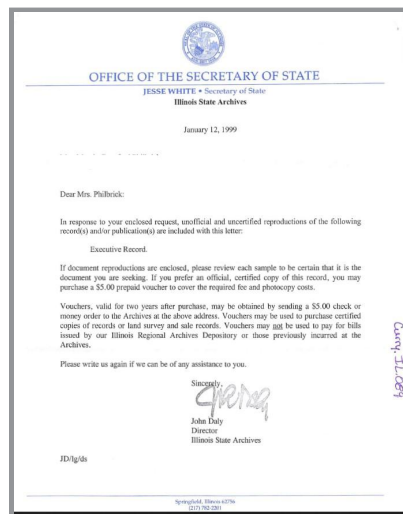 OFFICE OF THE SECRETARY OF STATE
JESSE WHITE • Secretary of State
Illinois State Archives
January 12, 1999
Dear Mrs. Philbrick:
In response to your enclosed request, unofficial and uncertified reproductions of the following
record(s) and/or publication(s) are included with this letter:
Executive Record.
If document reproductions are enclosed, please review each sample to be certain that it is the
document you are seeking. If you prefer an official, certified copy of this record, you may
purchase a $5.00 prepaid voucher to cover the required fee and photocopy costs.
Vouchers, valid for two years after purchase, may be obtained by sending a $5.00 check or
money order to the Archives at the above address. Vouchers may be used to purchase certified
copies of records or land survey and sale records. Vouchers may not be used to pay for bills
issued by our Illinois Regional Archives Depository or those previously incurred at the
Archives.
Please write us again if we can be of any assistance to you.
Sincerely,
John Daly
Director
Illinois State Archives
JD/lg/ds
Springfield, Illinois 62756